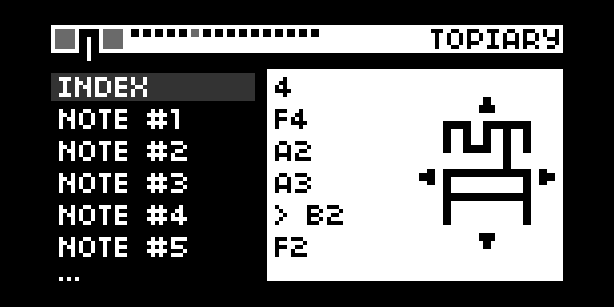 TOPIARY
INDEX
NOTE #1
NOTE #2
NOTE #3
NOTE #4
NOTE #5
...
4
F4
A2
A3
> B2
F2